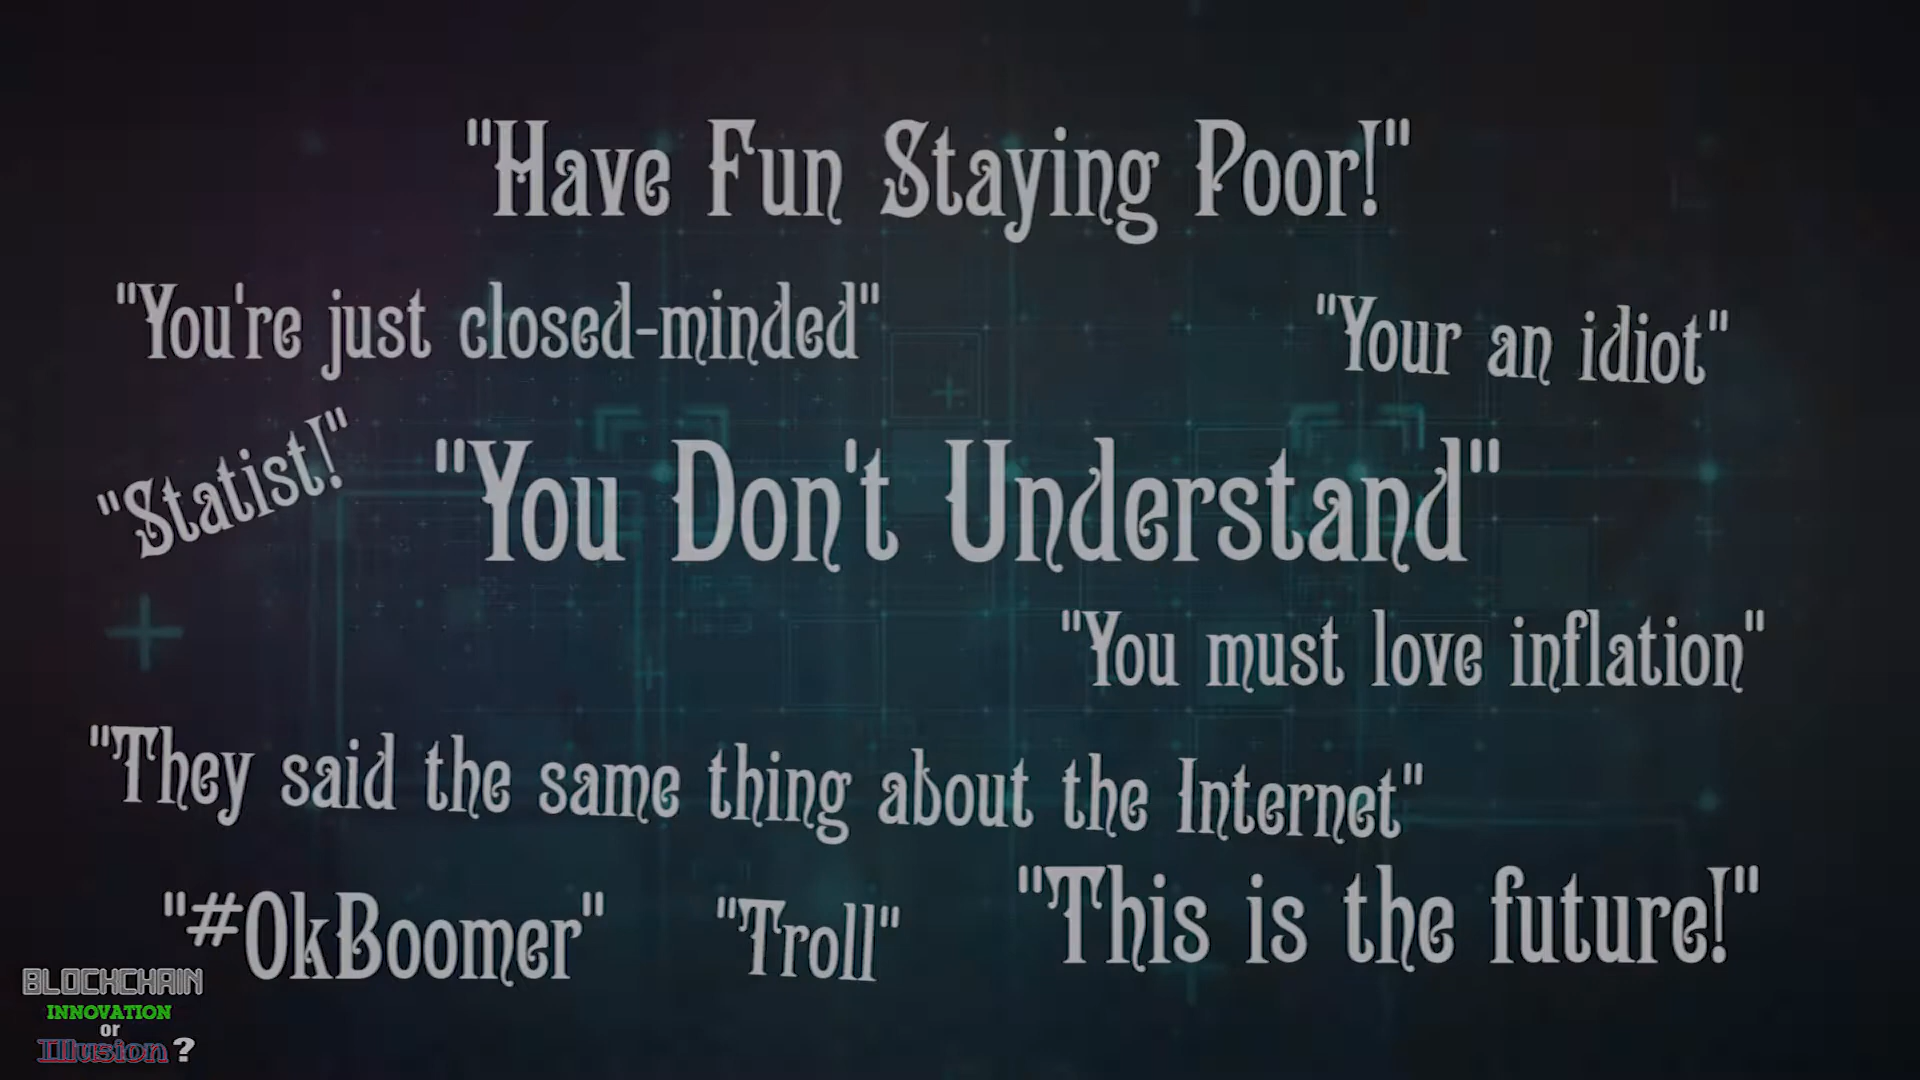 "Have Fun Staying Poor!"
"You're just closed-minded"
"Your an idiot"
"Statist!"
"You Don't Understand"
"You must love inflation"
"They said the same thing about the Internet"
"#OkBoomer"
"Troll"
"This is the future!"
BLOCKCHAIN
INNOVATION
or
Illusion?